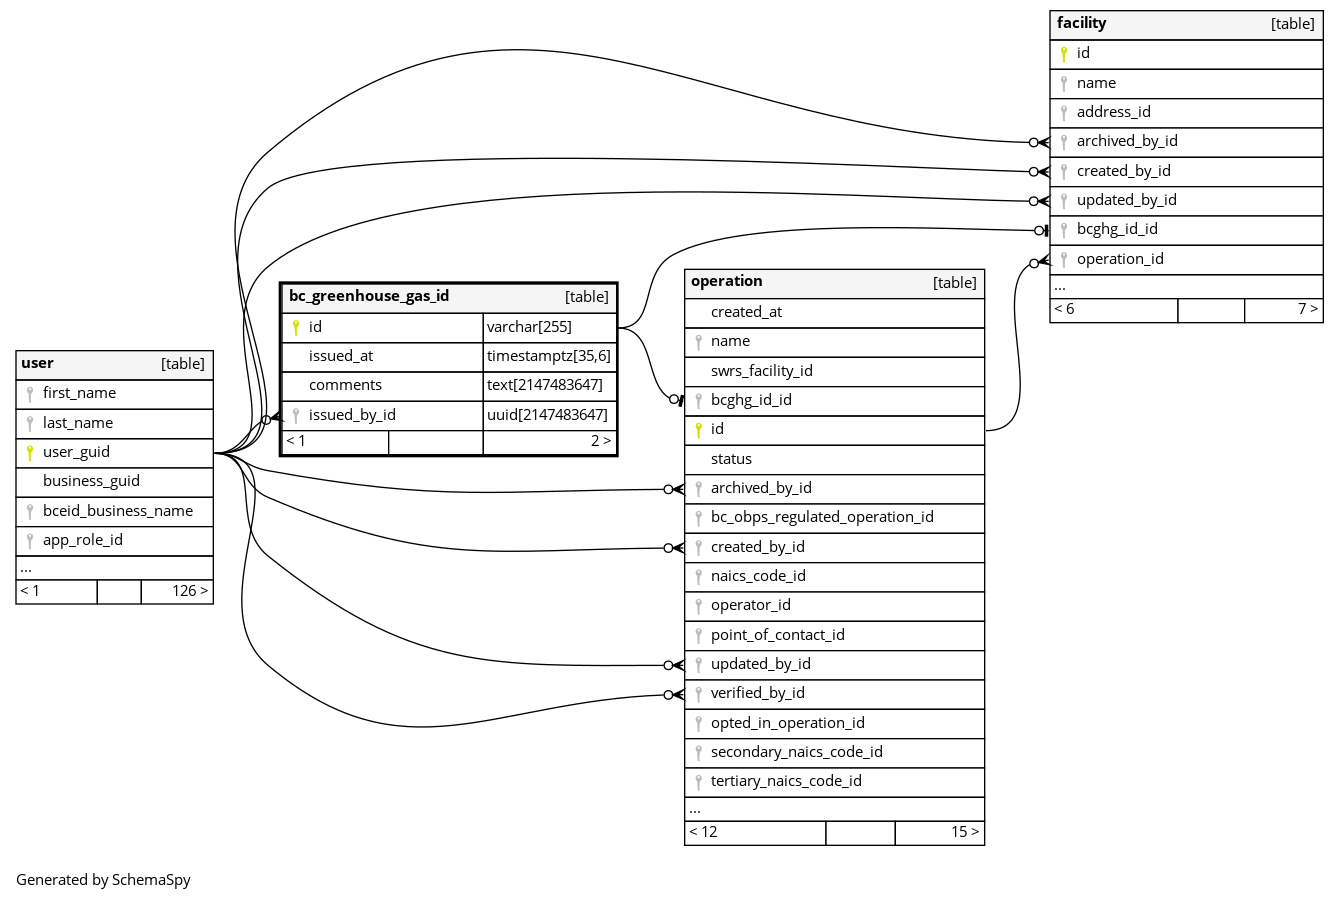 facility [table]
id
name
address_id
archived_by_id
created_by_id
updated_by_id
bcghg_id_id
operation_id
...
< 6 7 >
bc_greenhouse_gas_id [table]
id varchar[255]
issued_at timestamptz[35,6]
comments text[2147483647]
issued_by_id uuid[2147483647]
< 1 2 >
operation [table]
created_at
name
swrs_facility_id
bcghg_id_id
id
status
archived_by_id
bc_obps_regulated_operation_id
created_by_id
naics_code_id
operator_id
point_of_contact_id
updated_by_id
verified_by_id
opted_in_operation_id
secondary_naics_code_id
tertiary_naics_code_id
...
< 12 15 >
user [table]
first_name
last_name
user_guid
business_guid
bceid_business_name
app_role_id
...
< 1 126 >
Generated by SchemaSpy